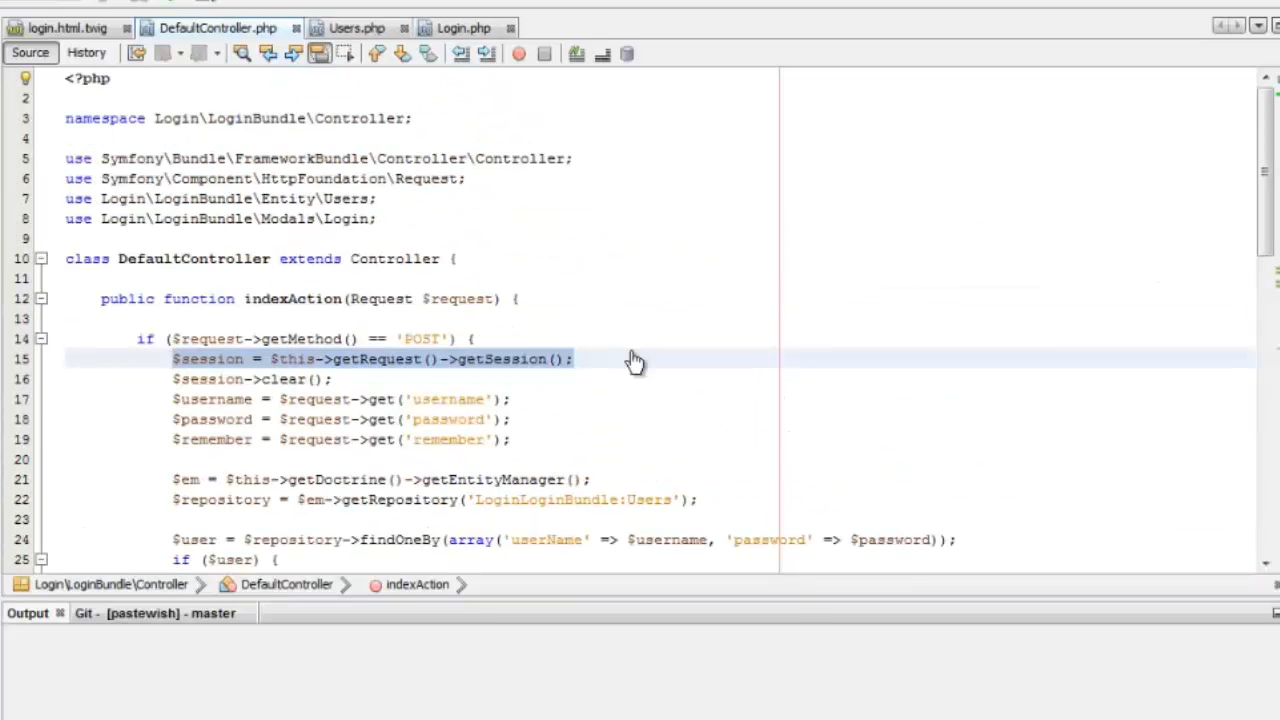 login.html.twig DefaultController.php Users.php Login.php
Source History
<?php
2
3 namespace Login\LoginBundle\Controller;
4
5 use Symfony\Bundle\FrameworkBundle\Controller\Controller;
6 use Symfony\Component\HttpFoundation\Request;
7 use Login\LoginBundle\Entity\Users;
8 use Login\LoginBundle\Modals\Login;
9
10 class DefaultController extends Controller {
11
12 public function indexAction(Request $request) {
13
14 if ($request->getMethod() == 'POST') {
15 $session = $this->getRequest()->getSession();
16 $session->clear();
17 $username = $request->get('username');
18 $password = $request->get('password');
19 $remember = $request->get('remember');
20
21 $em = $this->getDoctrine()->getEntityManager();
22 $repository = $em->getRepository('LoginLoginBundle:Users');
23
24 $user = $repository->findOneBy(array('userName' => $username, 'password' => $password));
25 if ($user) {
Login\LoginBundle\Controller DefaultController indexAction
Output Git - [pastewish] - master